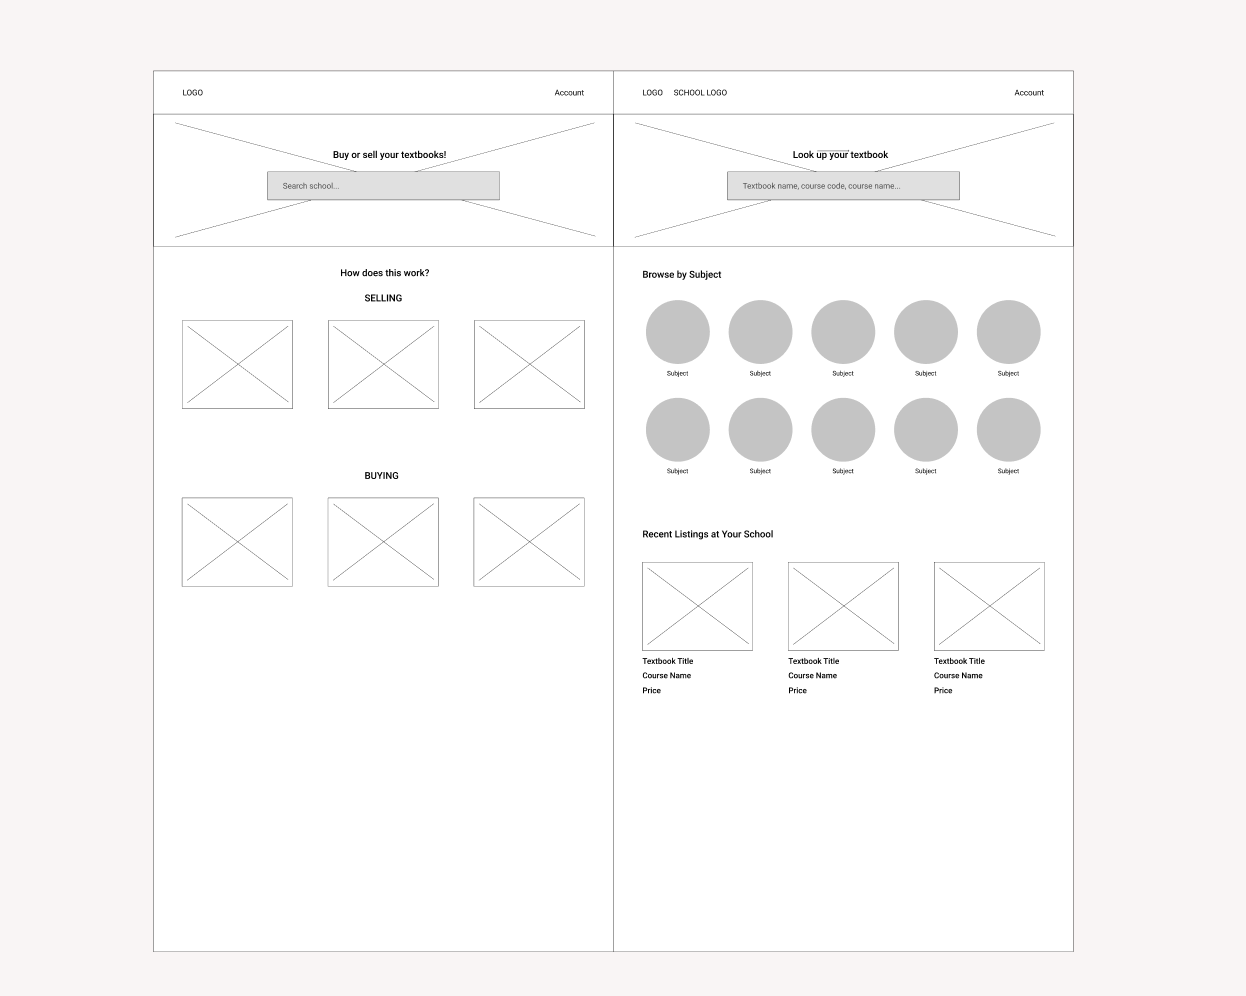 LOGO
Account
Buy or sell your textbooks!
Search school...
How does this work?
SELLING
BUYING
LOGO SCHOOL LOGO
Account
Look up your textbook
Textbook name, course code, course name...
Browse by Subject
Subject Subject Subject Subject Subject
Subject Subject Subject Subject Subject
Recent Listings at Your School
Textbook Title
Course Name
Price
Textbook Title
Course Name
Price
Textbook Title
Course Name
Price